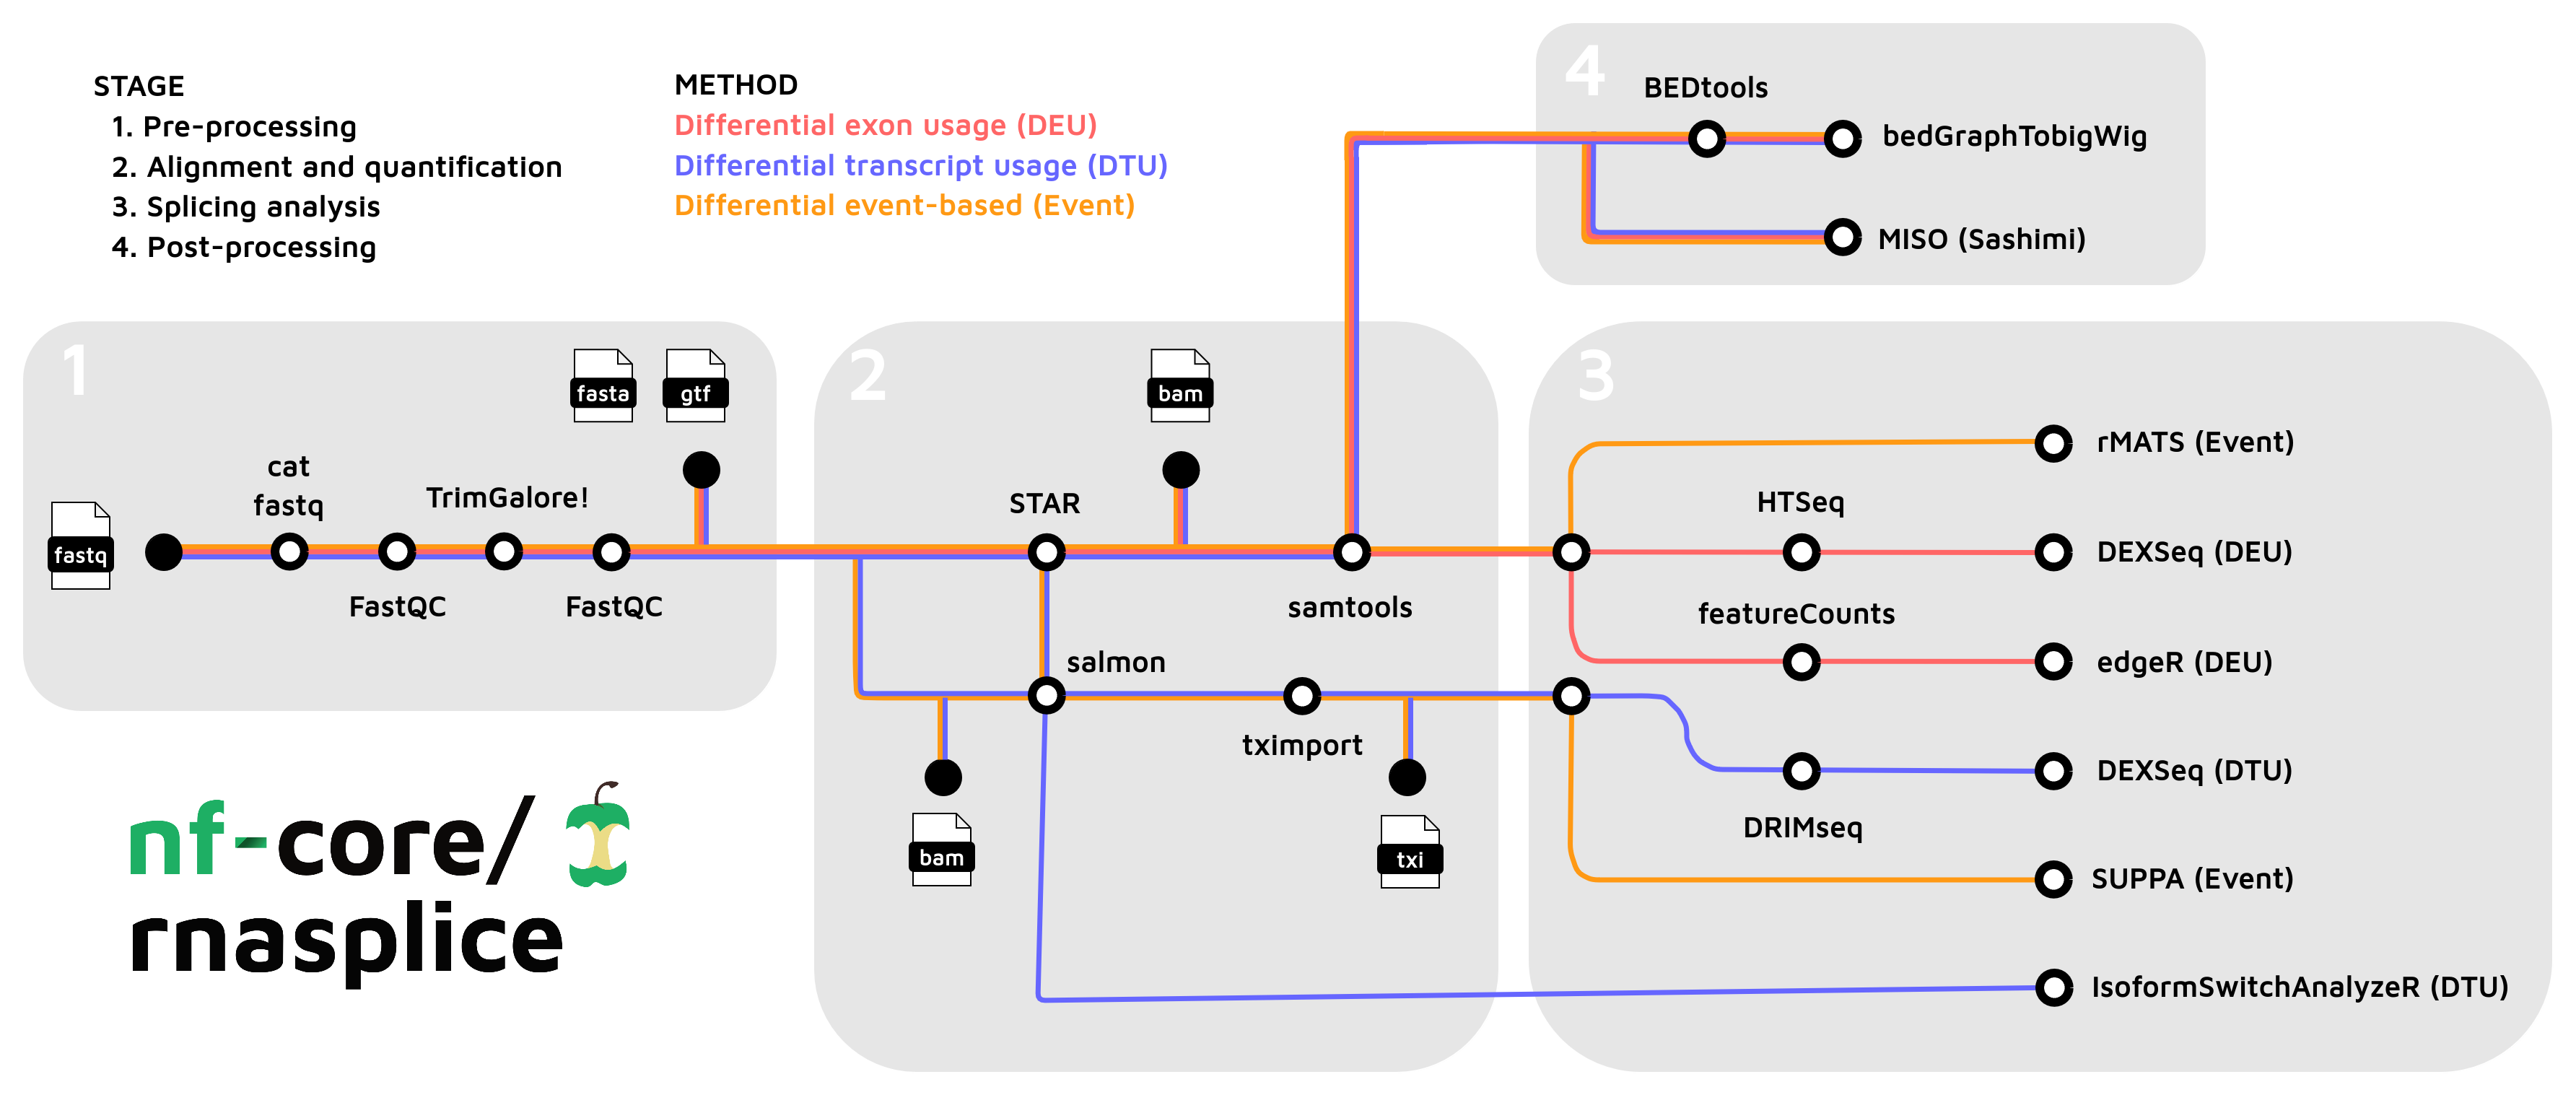 STAGE
1. Pre-processing
2. Alignment and quantification
3. Splicing analysis
4. Post-processing
METHOD
Differential exon usage (DEU)
Differential transcript usage (DTU)
Differential event-based (Event)
4
BEDtools
bedGraphTobigWig
MISO (Sashimi)
1
fasta
gtf
fastq
cat
fastq
FastQC
TrimGalore!
FastQC
2
bam
STAR
samtools
salmon
tximport
bam
txi
3
rMATS (Event)
HTSeq
DEXSeq (DEU)
featureCounts
edgeR (DEU)
DEXSeq (DTU)
DRIMseq
SUPPA (Event)
IsoformSwitchAnalyzeR (DTU)
nf-core/
rnasplice